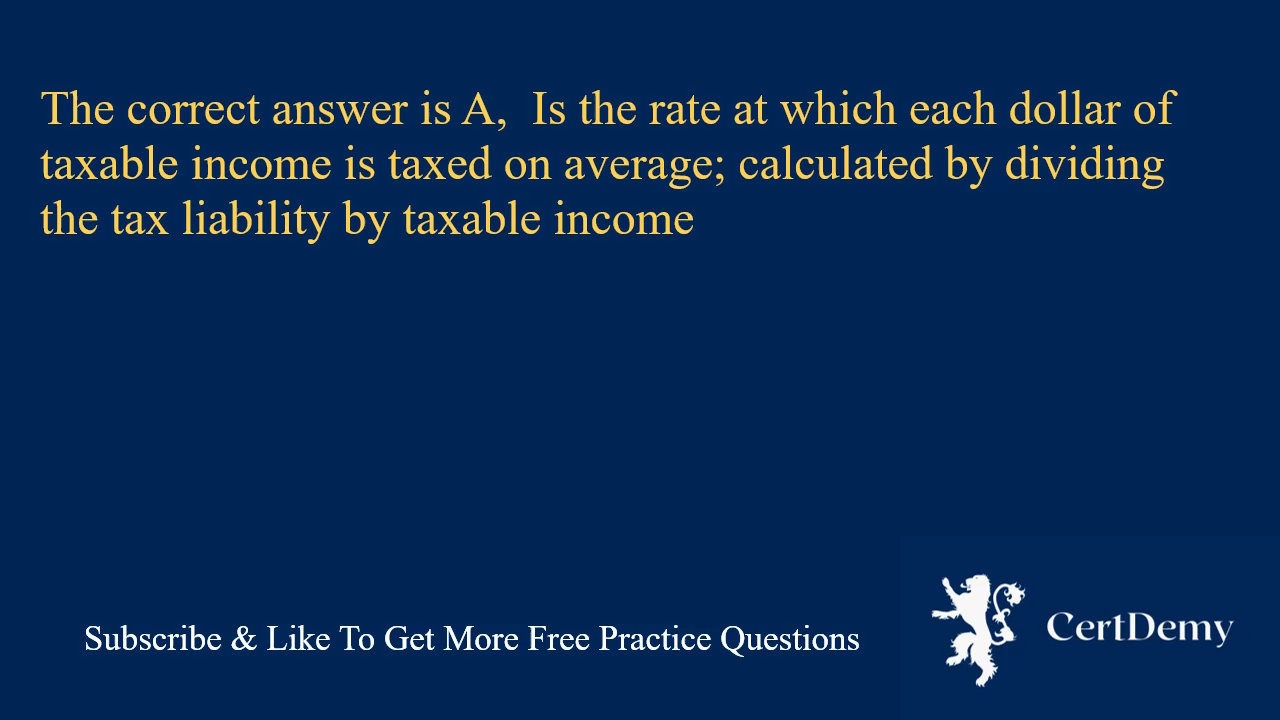 The correct answer is A,  Is the rate at which each dollar of
taxable income is taxed on average; calculated by dividing
the tax liability by taxable income
Subscribe & Like To Get More Free Practice Questions
CertDemy